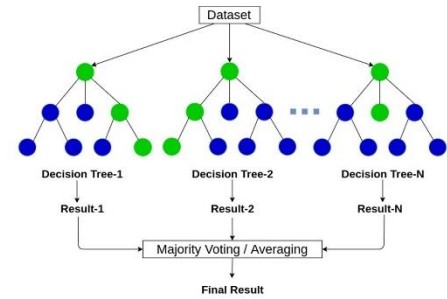 Dataset
Decision Tree-1
Decision Tree-2
Decision Tree-N
Result-1
Result-2
Result-N
Majority Voting / Averaging
Final Result